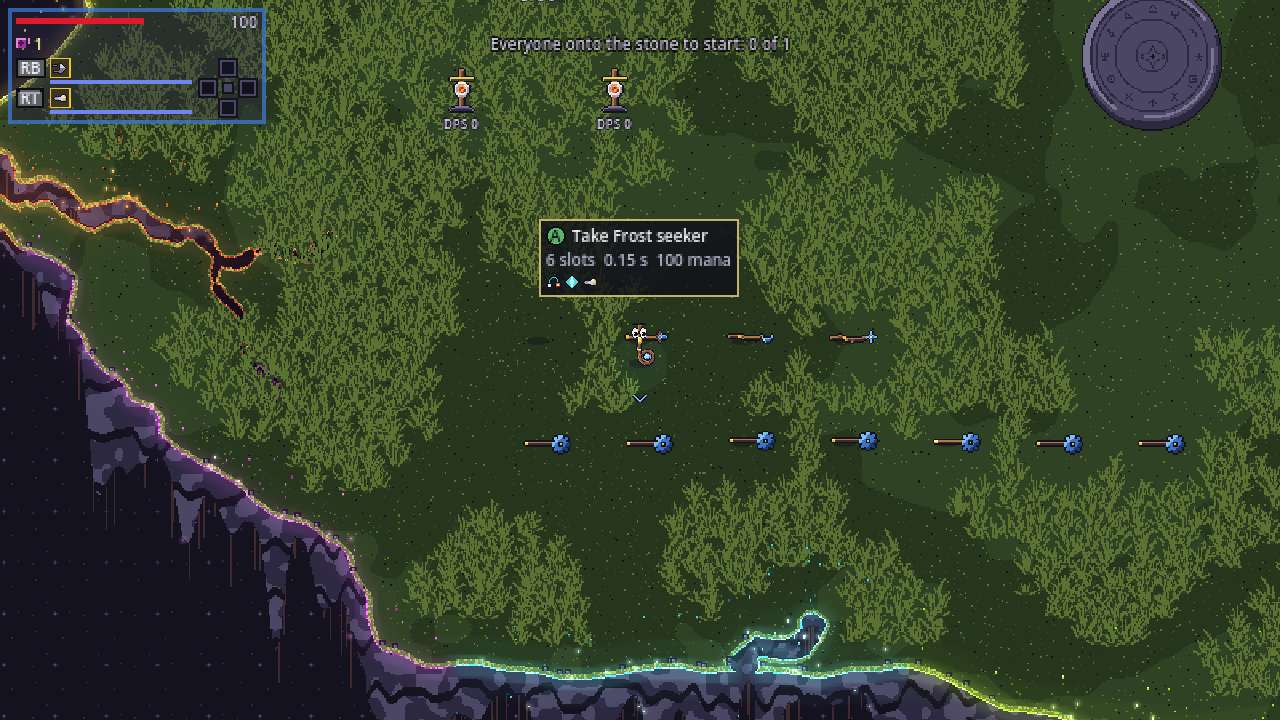 100
Everyone onto the stone to start: 0 of 1
1
RB
RT
DPS 0
DPS 0
A Take Frost seeker
6 slots 0.15 s 100 mana